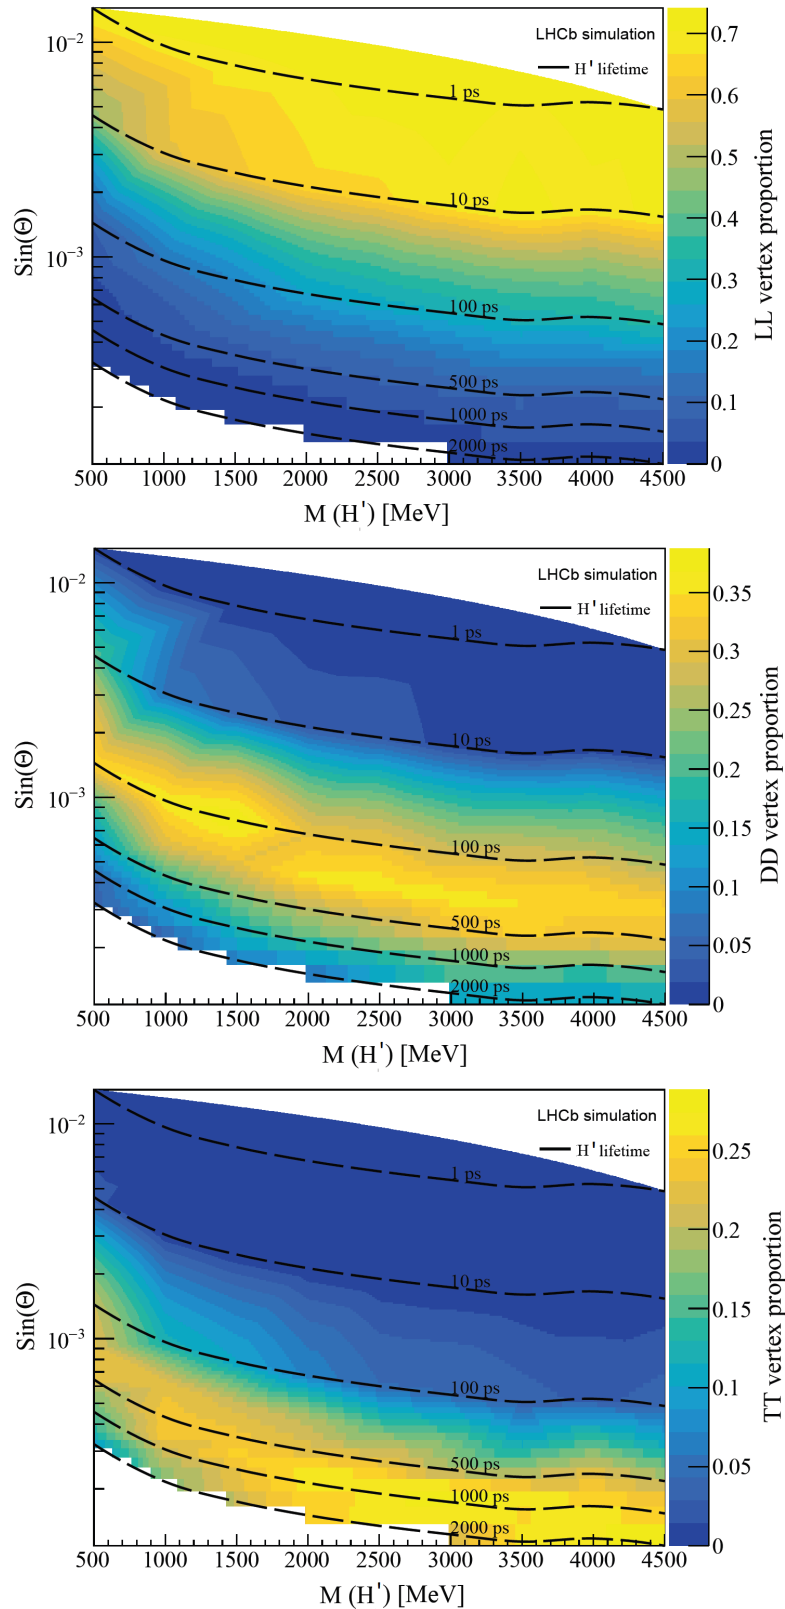 10⁻²
10⁻³
Sin(Θ)
LHCb simulation
H' lifetime
1 ps
10 ps
100 ps
500 ps
1000 ps
2000 ps
500 1000 1500 2000 2500 3000 3500 4000 4500
M (H') [MeV]
0.7
0.6
0.5
0.4
0.3
0.2
0.1
0
LL vertex proportion
10⁻²
10⁻³
Sin(Θ)
LHCb simulation
H' lifetime
1 ps
10 ps
100 ps
500 ps
1000 ps
2000 ps
500 1000 1500 2000 2500 3000 3500 4000 4500
M (H') [MeV]
0.35
0.3
0.25
0.2
0.15
0.1
0.05
0
DD vertex proportion
10⁻²
10⁻³
Sin(Θ)
LHCb simulation
H' lifetime
1 ps
10 ps
100 ps
500 ps
1000 ps
2000 ps
500 1000 1500 2000 2500 3000 3500 4000 4500
M (H') [MeV]
0.25
0.2
0.15
0.1
0.05
0
TT vertex proportion